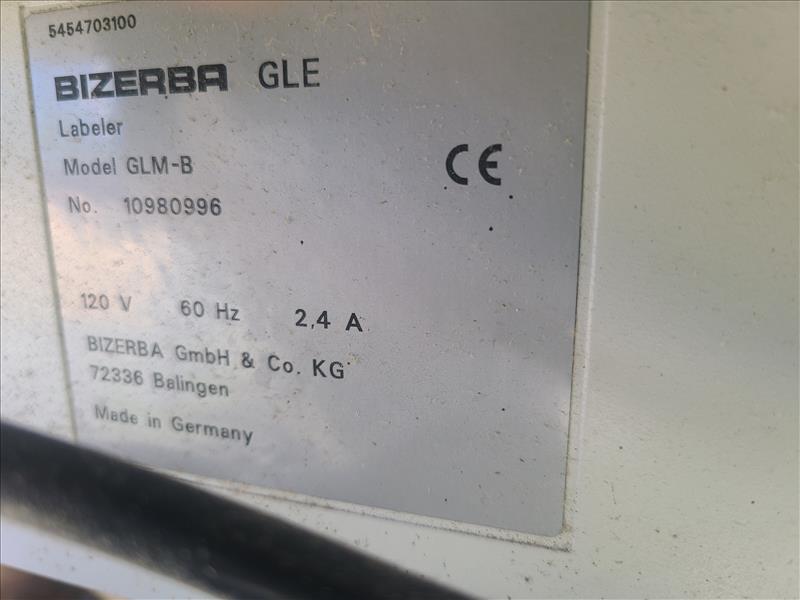 5454703100
BIZERBA GLE
Labeler
Model GLM-B
No. 10980996
CE
120 V 60 Hz 2,4 A
BIZERBA GmbH & Co. KG
72336 Balingen
Made in Germany